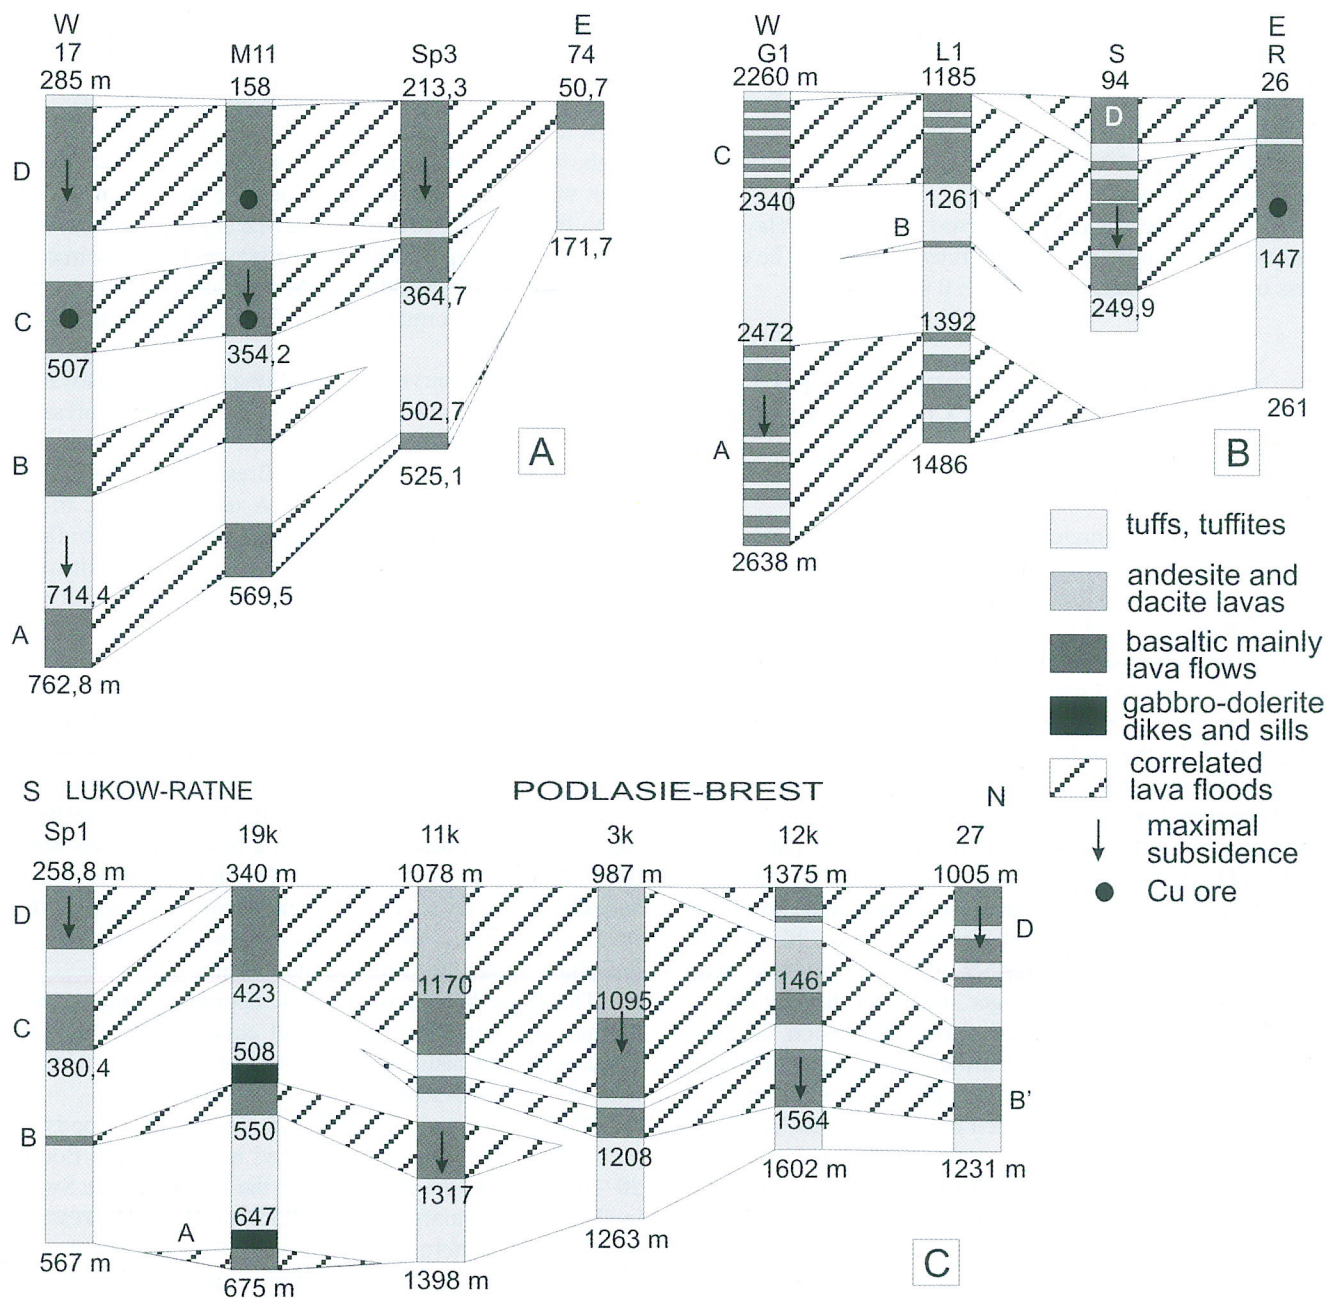 W E
17 M11 Sp3 74
285 m 158 213,3 50,7
D
171,7
364,7
C
507 354,2
502,7
B
525,1
714,4 569,5
A
762,8 m
A
W E
G1 L1 S R
2260 m 1185 94 26
D
C
2340 1261
B
147
249,9
2472 1392
261
A
1486
2638 m
B
tuffs, tuffites
andesite and
dacite lavas
basaltic mainly
lava flows
gabbro-dolerite
dikes and sills
correlated
lava floods
maximal
subsidence
Cu ore
S LUKOW-RATNE PODLASIE-BREST N
Sp1 19k 11k 3k 12k 27
258,8 m 340 m 1078 m 987 m 1375 m 1005 m
D D
423 1170 1095 146
C
380,4 508
B'
B 550 1208 1564
1317
647
A
567 m 675 m 1398 m 1263 m 1602 m 1231 m
C